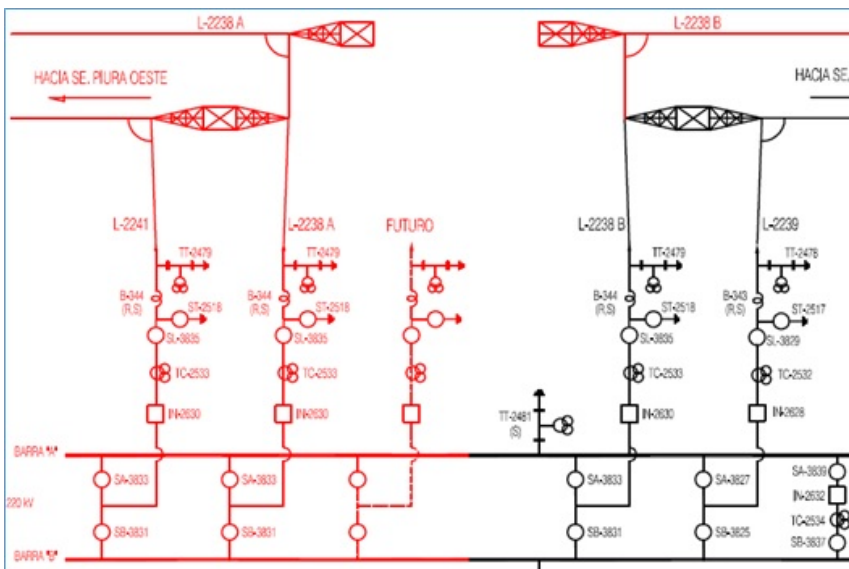 L-2238 A
L-2238 B
HACIA SE. PIURA OESTE
HACIA SE.
L-2241
L-2238 A
FUTURO
L-2238 B
L-2239
TT-2479
TT-2479
TT-2479
TT-2478
B-344
(R,S)
ST-2518
B-344
(R,S)
ST-2518
B-344
(R,S)
ST-2518
B-343
(R,S)
ST-2517
SL-3835
SL-3835
SL-3835
SL-3829
TC-2533
TC-2533
TC-2533
TC-2532
IN-2630
IN-2630
TT-2481
(S)
IN-2630
IN-2628
BARRA "A"
SA-3833
SA-3833
SA-3833
SA-3827
SA-3839
220 kV
IN-2632
TC-2534
SB-3831
SB-3831
SB-3831
SB-3825
SB-3837
BARRA "B"